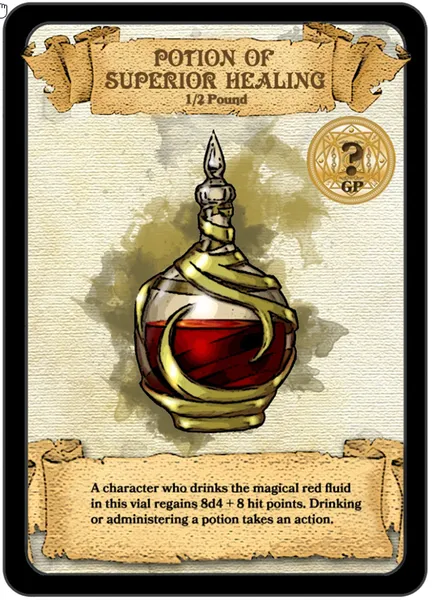 POTION OF
SUPERIOR HEALING
1/2 Pound
?
GP
A character who drinks the magical red fluid
in this vial regains 8d4 + 8 hit points. Drinking
or administering a potion takes an action.